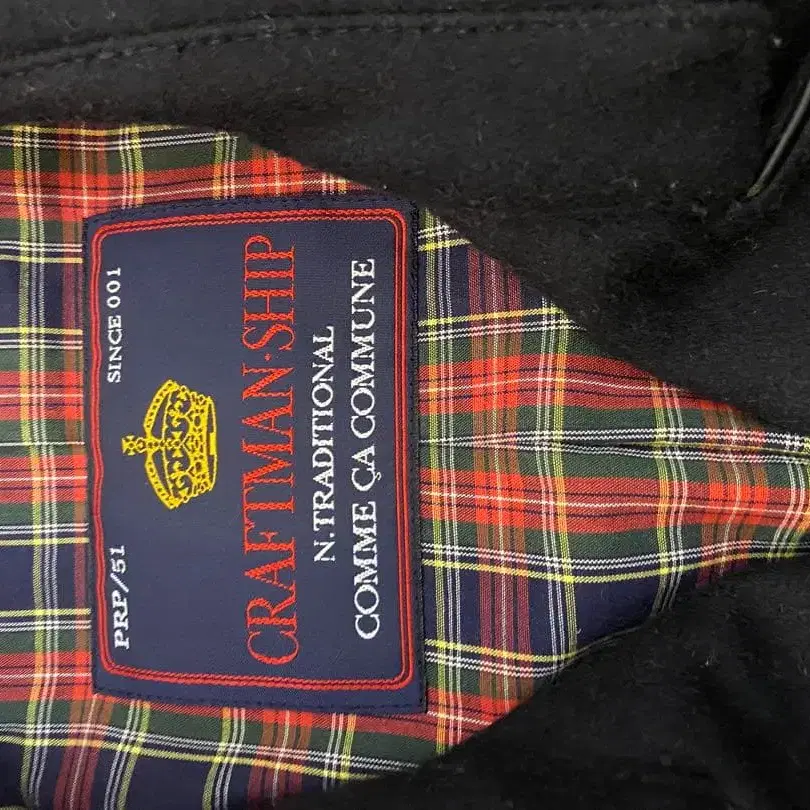 PRP/51 SINCE 001
CRAFTMAN·SHIP
N.TRADITIONAL
COMME ÇA COMMUNE